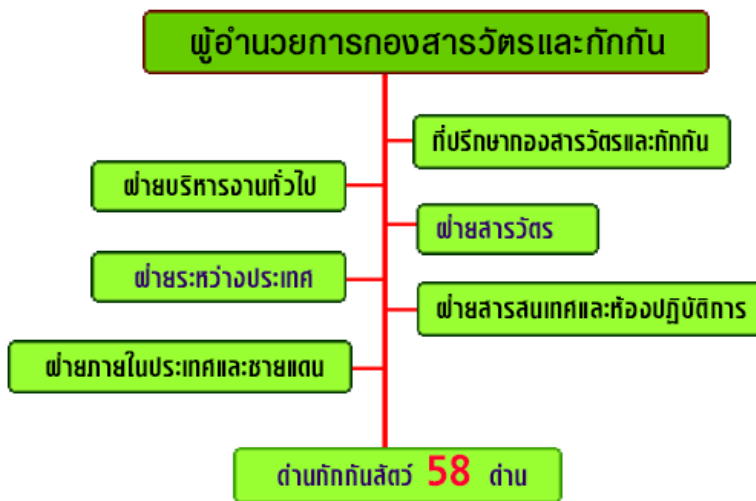 ผู้อำนวยการกองสารวัตรและกักกัน
ที่ปรึกษากองสารวัตรและกักกัน
ฝ่ายบริหารงานทั่วไป
ฝ่ายสารวัตร
ฝ่ายระหว่างประเทศ
ฝ่ายสารสนเทศและห้องปฏิบัติการ
ฝ่ายภายในประเทศและชายแดน
ด่านกักกันสัตว์ 58 ด่าน